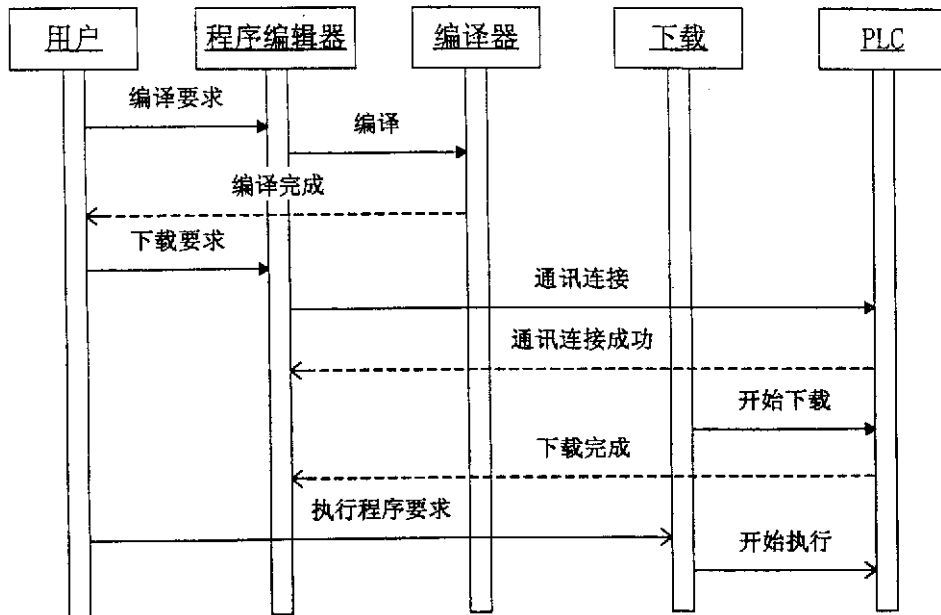 用户
程序编辑器
编译器
下载
PLC
编译要求
编译
编译完成
下载要求
通讯连接
通讯连接成功
开始下载
下载完成
执行程序要求
开始执行